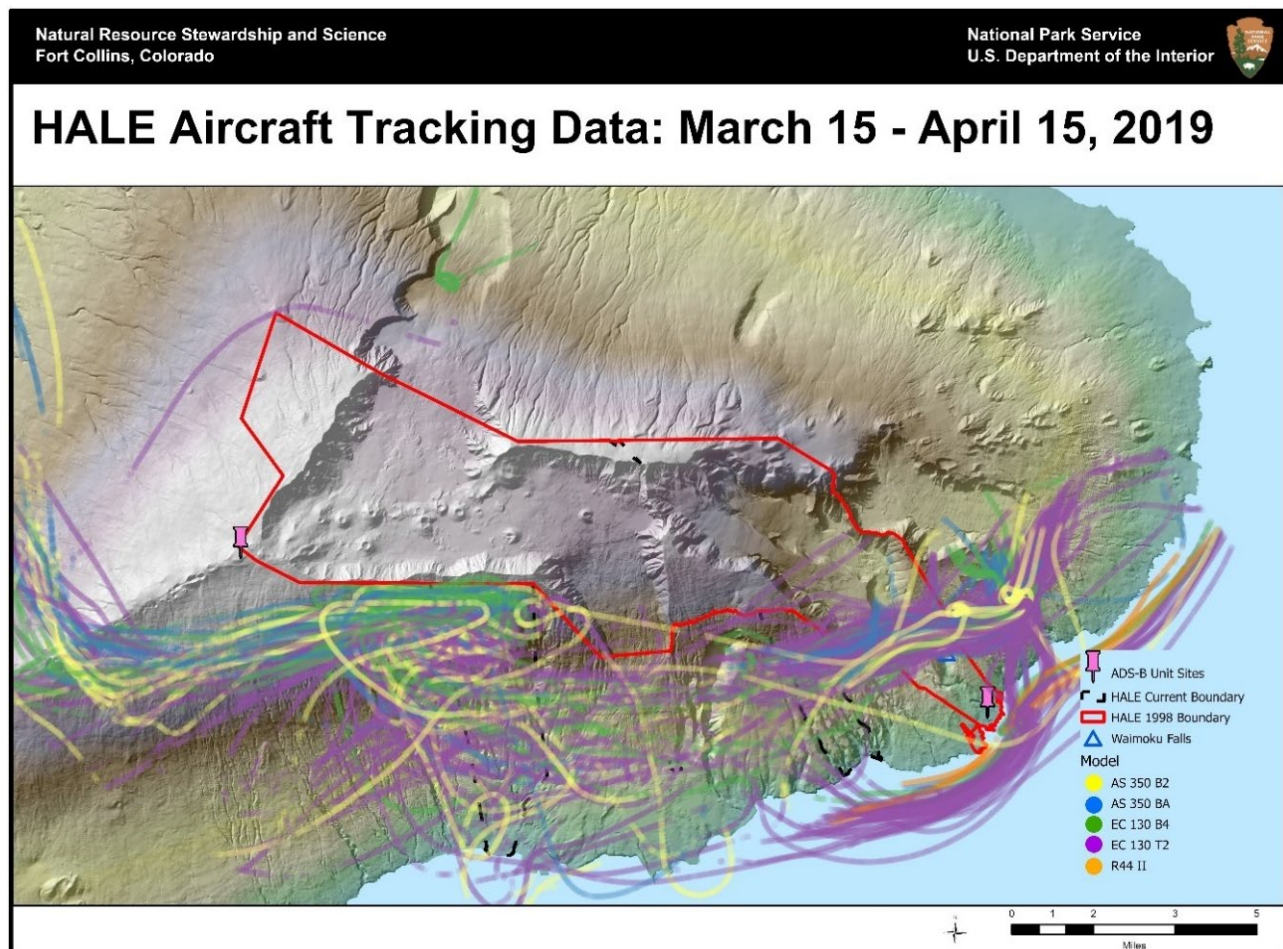 Natural Resource Stewardship and Science
Fort Collins, Colorado
National Park Service
U.S. Department of the Interior
HALE Aircraft Tracking Data: March 15 - April 15, 2019
ADS-B Unit Sites
HALE Current Boundary
HALE 1998 Boundary
Waimoku Falls
Model
AS 350 B2
AS 350 BA
EC 130 B4
EC 130 T2
R44 II
0 1 2 3 5
Miles